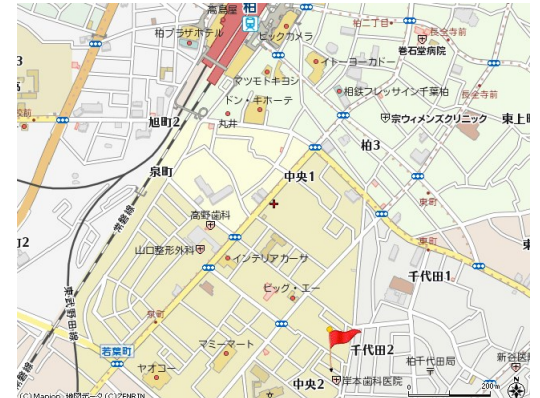 高島屋
柏
柏プラザホテル
ビックカメラ
柏二丁目
長全寺前
巻石堂病院
イトーヨーカドー
マツモトキヨシ
相鉄フレッサイン千葉柏
長全寺前
ドン・キホーテ
宗ウィメンズクリニック
旭町2
丸井
東上町
柏3
泉町
中央1
東町
高野歯科
常磐線
山口整形外科
インテリアカーサ
東町
千代田1
ビッグ・エー
東武野田線
泉町
若葉町
マミーマート
千代田2
柏千代田局
新谷医
ヤオコー
中央2
岸本歯科医院
200m
(C)Mapion 地図データ(C)ZENRIN